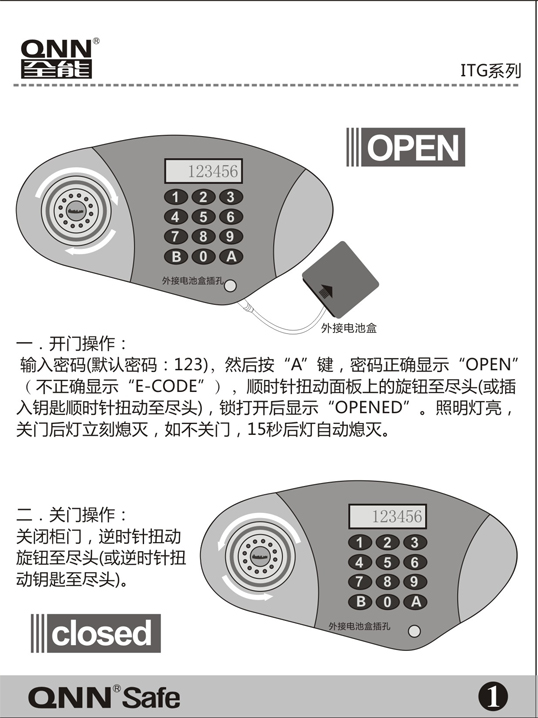 QNN®
全能
ITG系列
OPEN
123456
1 2 3
4 5 6
7 8 9
B 0 A
外接电池盒插孔
外接电池盒
一．开门操作：
输入密码(默认密码：123)，然后按“A”键，密码正确显示“OPEN”
（不正确显示“E-CODE”），顺时针扭动面板上的旋钮至尽头(或插
入钥匙顺时针扭动至尽头)，锁打开后显示“OPENED”。照明灯亮，
关门后灯立刻熄灭，如不关门，15秒后灯自动熄灭。
二．关门操作：
关闭柜门，逆时针扭动
旋钮至尽头(或逆时针扭
动钥匙至尽头)。
closed
123456
1 2 3
4 5 6
7 8 9
B 0 A
外接电池盒插孔
QNN® Safe
1